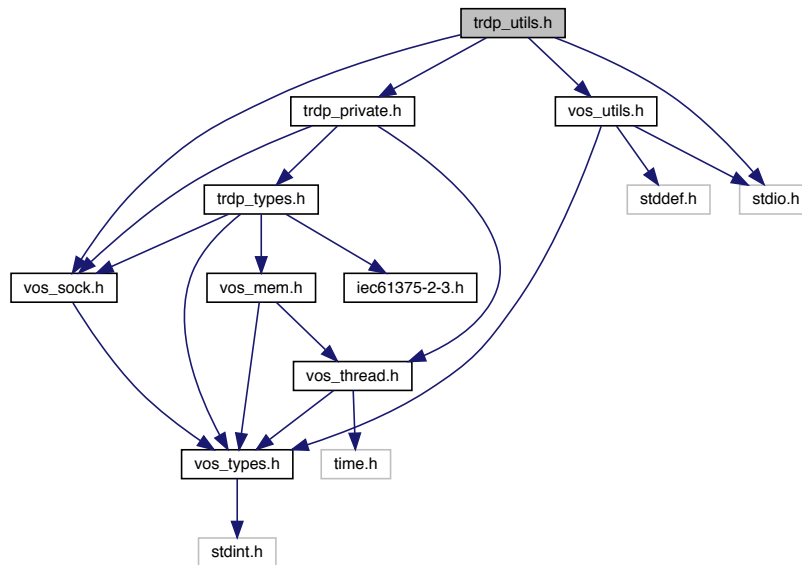 trdp_utils.h
trdp_private.h
vos_utils.h
trdp_types.h
stddef.h
stdio.h
vos_sock.h
vos_mem.h
iec61375-2-3.h
vos_thread.h
vos_types.h
time.h
stdint.h